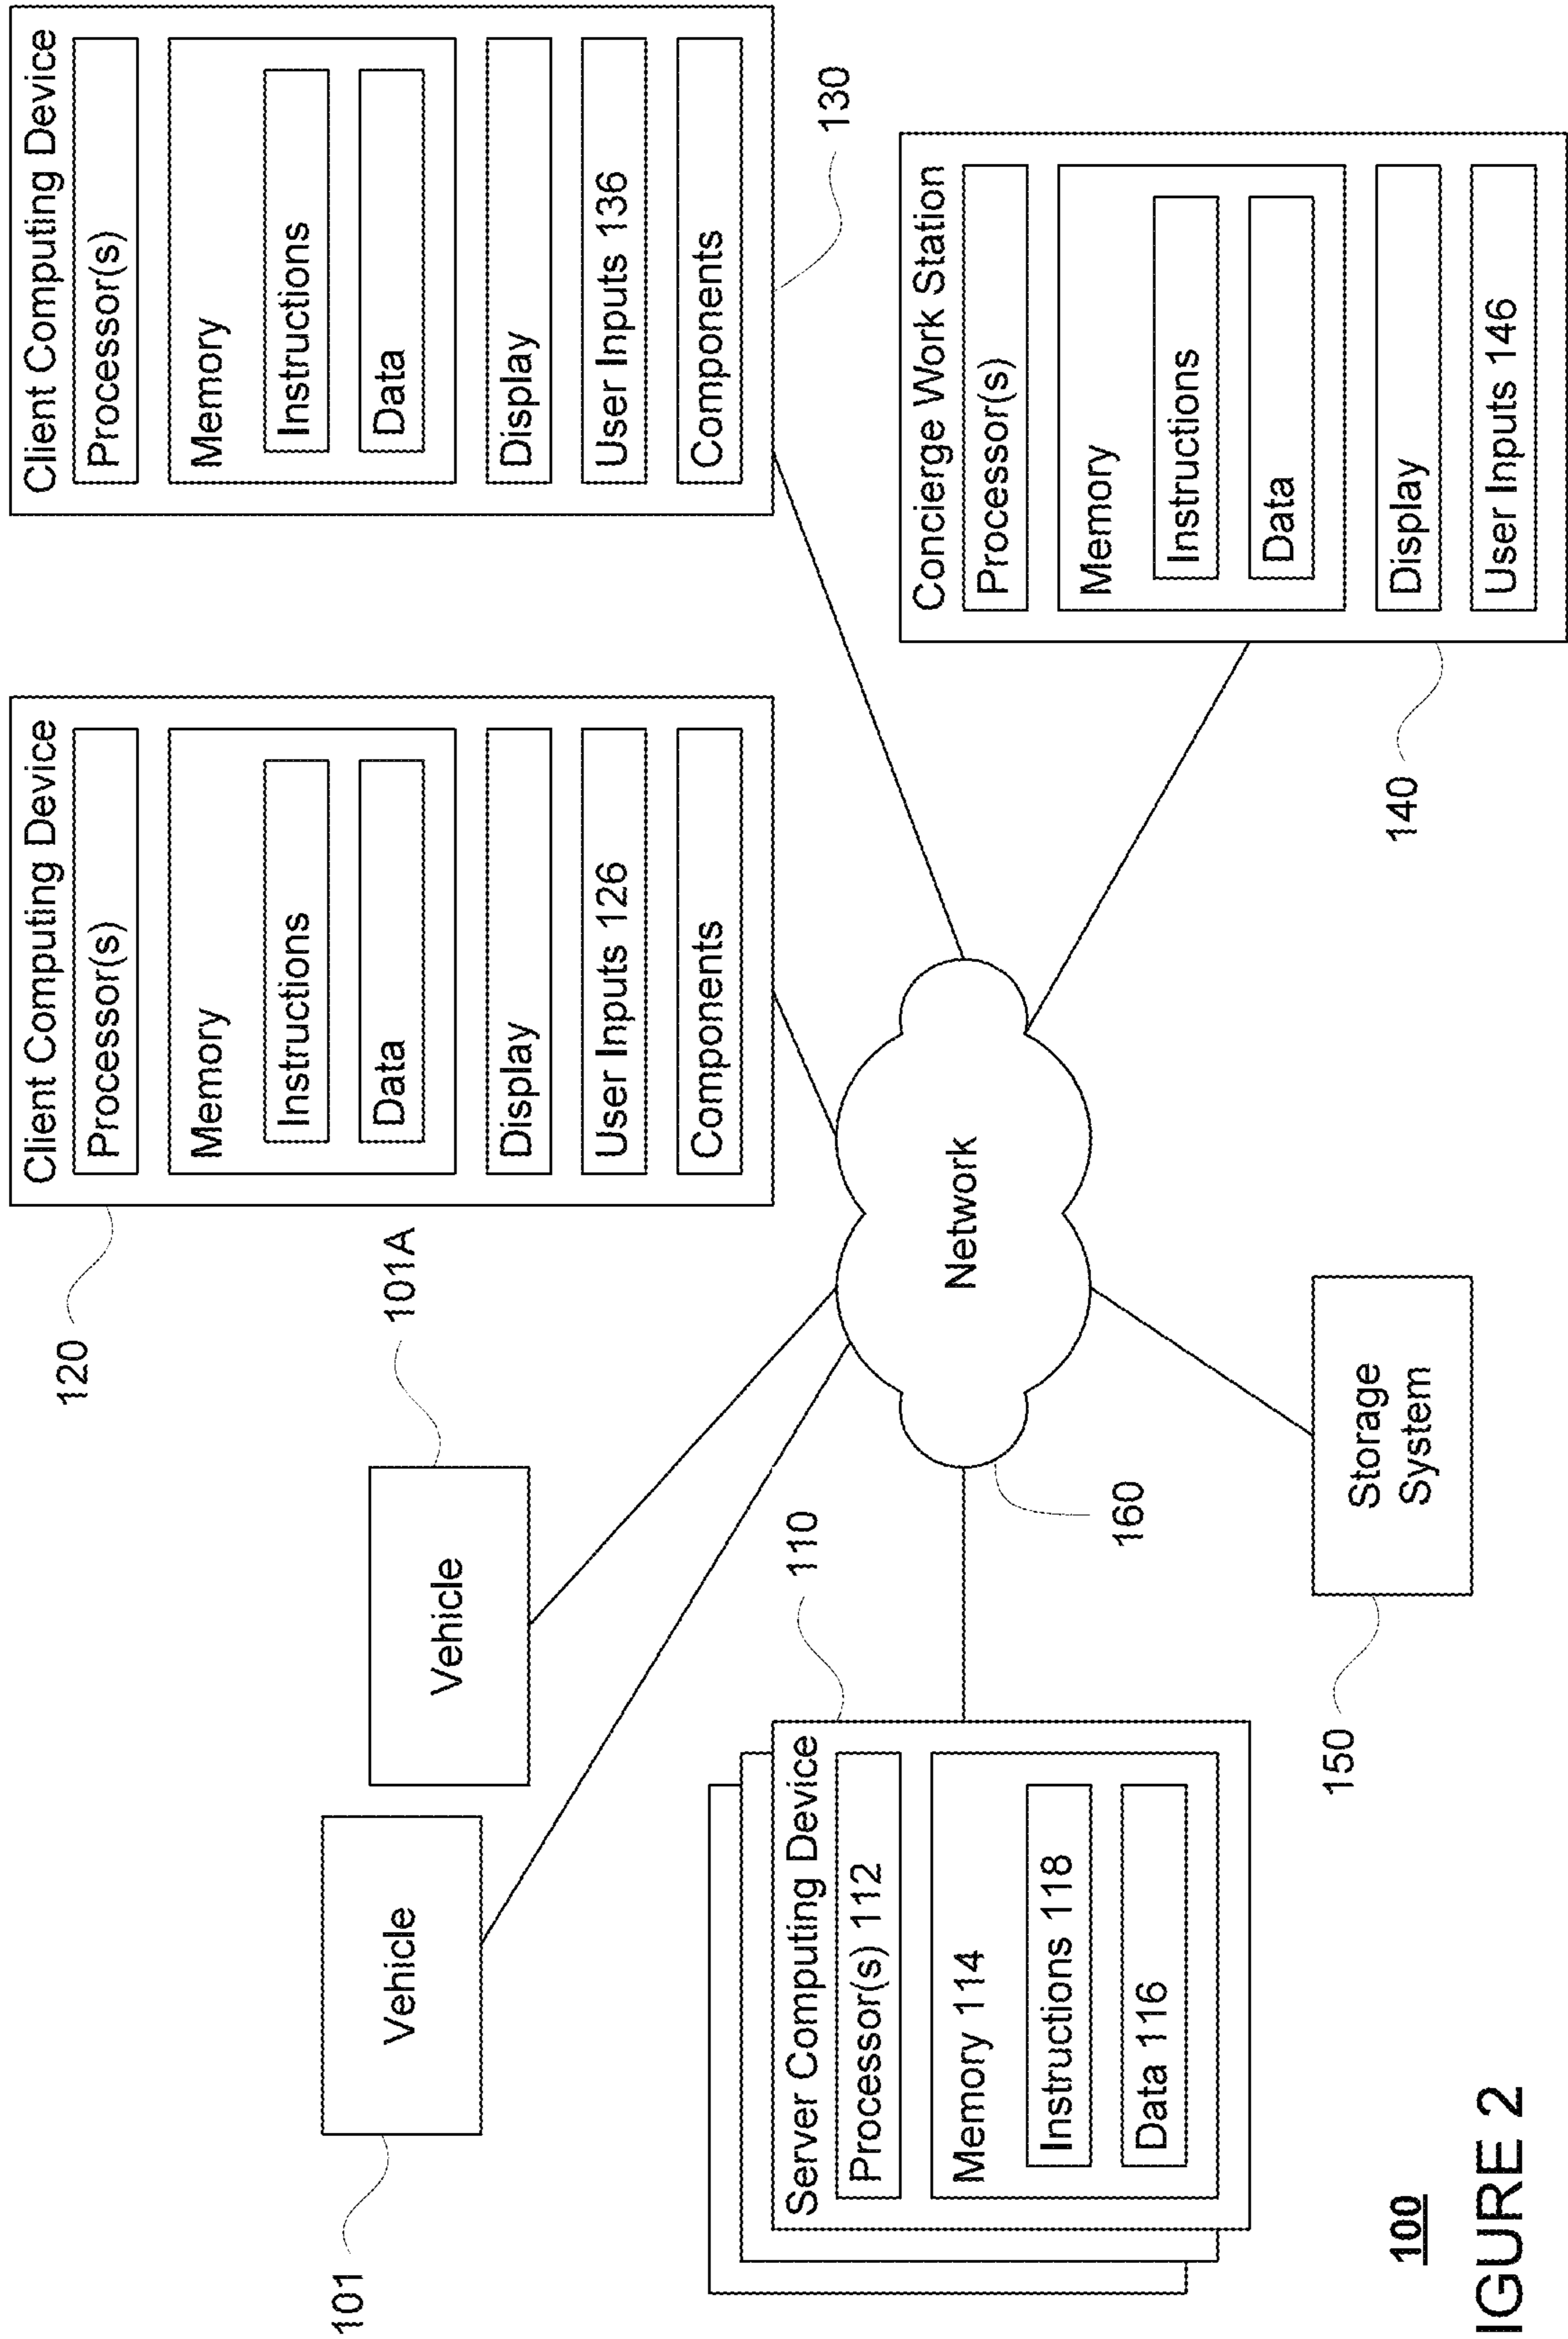 Client Computing Device
Processor(s)
Memory
Instructions
Data
Display
User Inputs 126
Components
120
Client Computing Device
Processor(s)
Memory
Instructions
Data
Display
User Inputs 136
Components
130
Vehicle
101
Vehicle
101A
Server Computing Device
Processor(s) 112
Memory 114
Instructions 118
Data 116
110
Network
160
Concierge Work Station
Processor(s)
Memory
Instructions
Data
Display
User Inputs 146
140
Storage
System
150
100
IGURE 2